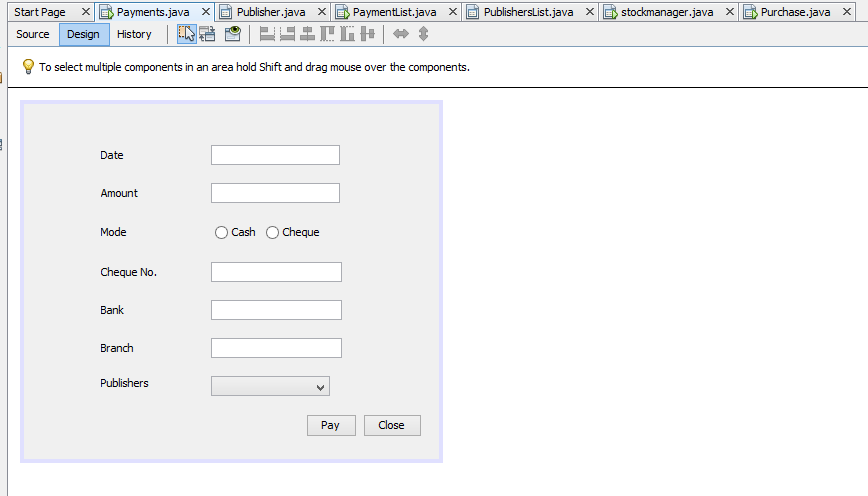 Start Page Payments.java Publisher.java PaymentList.java PublishersList.java stockmanager.java Purchase.java
Source Design History
To select multiple components in an area hold Shift and drag mouse over the components.
Date
Amount
Mode Cash Cheque
Cheque No.
Bank
Branch
Publishers
Pay Close